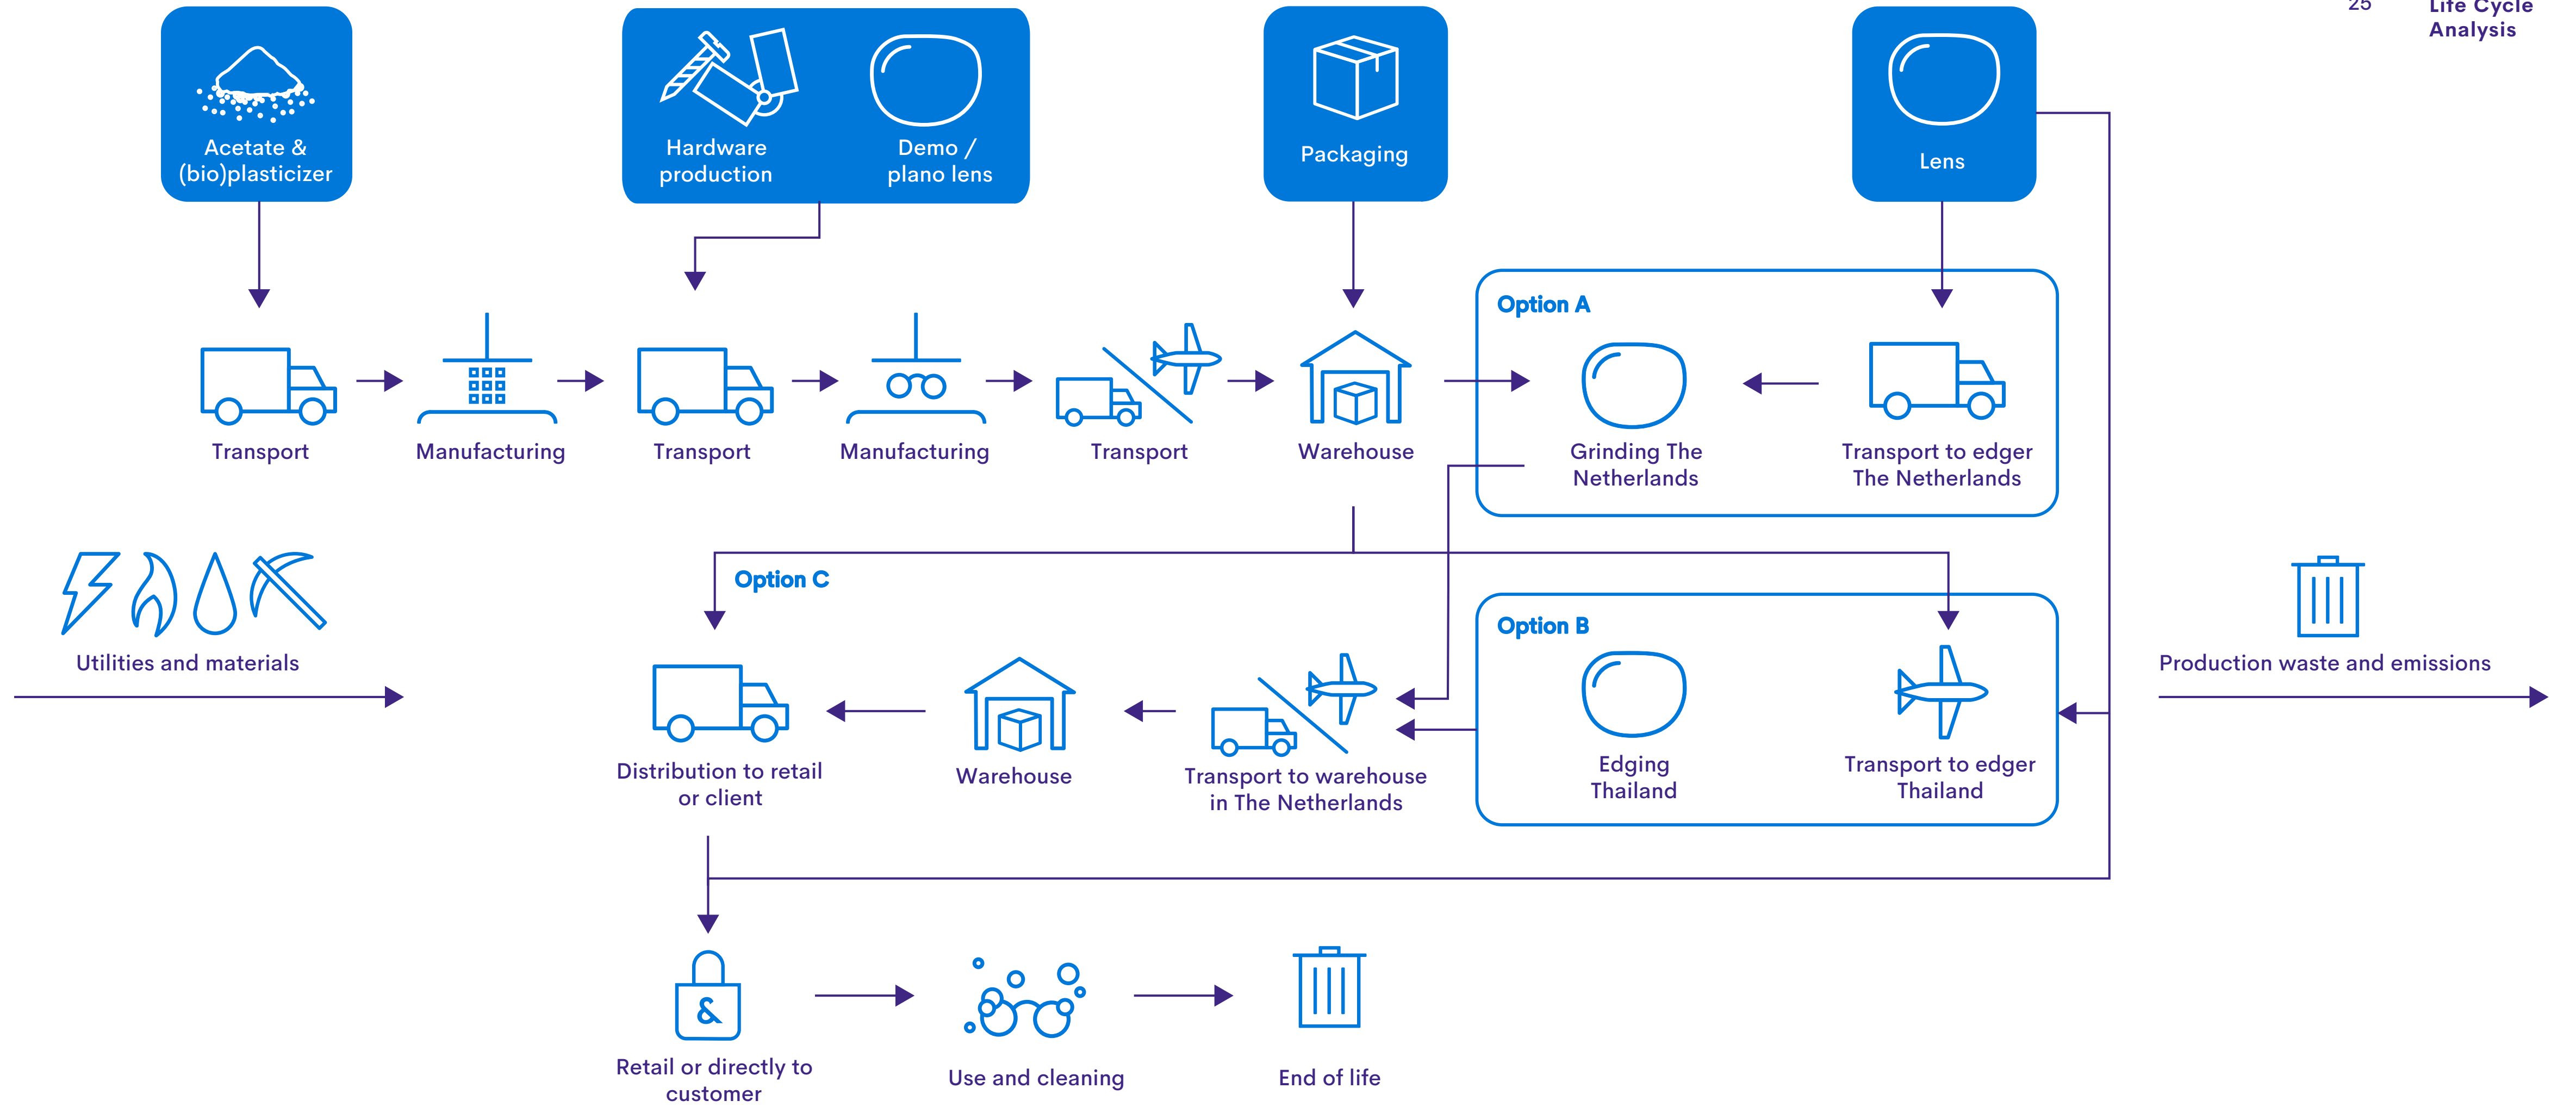 25
Life Cycle
Analysis
Acetate &
(bio)plasticizer
Hardware
production
Demo /
plano lens
Packaging
Lens
Option A
Transport
Manufacturing
Transport
Manufacturing
Transport
Warehouse
Grinding The
Netherlands
Transport to edger
The Netherlands
Utilities and materials
Option C
Option B
Production waste and emissions
Distribution to retail
or client
Warehouse
Transport to warehouse
in The Netherlands
Edging
Thailand
Transport to edger
Thailand
&
Retail or directly to
customer
Use and cleaning
End of life